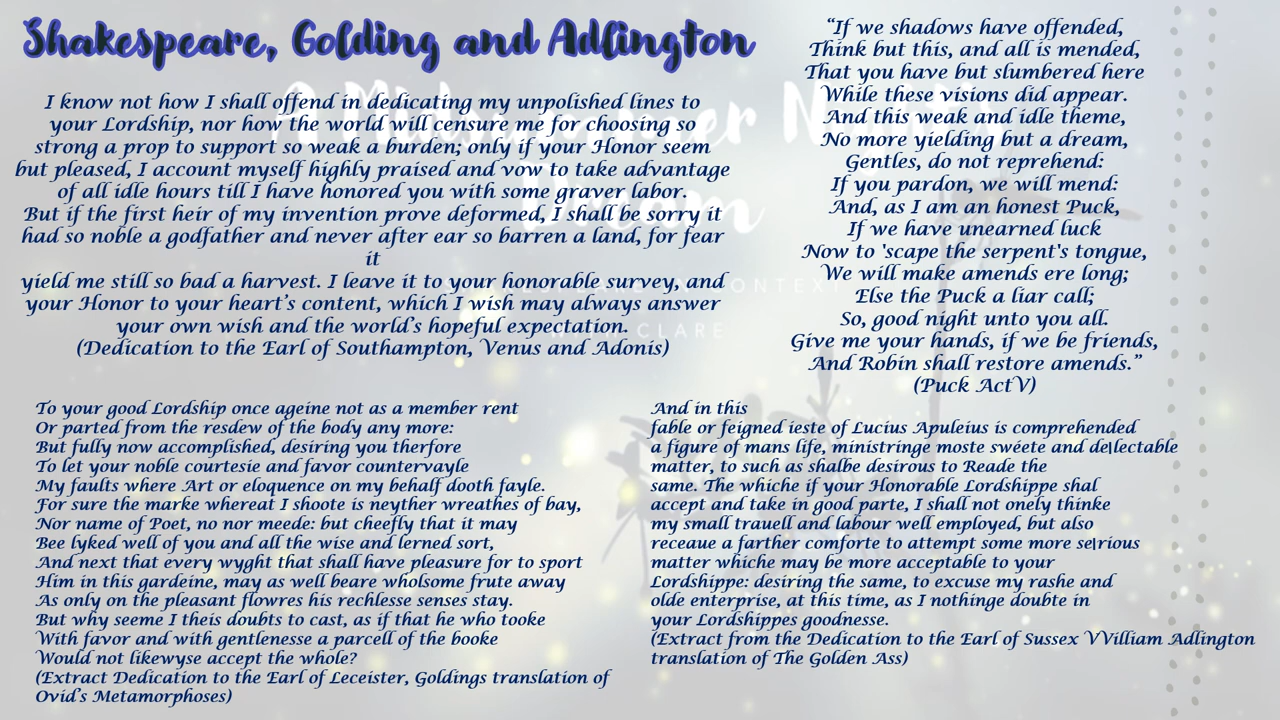 Shakespeare, Golding and Adlington
I know not how I shall offend in dedicating my unpolished lines to
your Lordship, nor how the world will censure me for choosing so
strong a prop to support so weak a burden; only if your Honor seem
but pleased, I account myself highly praised and vow to take advantage
of all idle hours till I have honored you with some graver labor.
But if the first heir of my invention prove deformed, I shall be sorry it
had so noble a godfather and never after ear so barren a land, for fear
it
yield me still so bad a harvest. I leave it to your honorable survey, and
your Honor to your heart's content, which I wish may always answer
your own wish and the world's hopeful expectation.
(Dedication to the Earl of Southampton, Venus and Adonis)
"If we shadows have offended,
Think but this, and all is mended,
That you have but slumbered here
While these visions did appear.
And this weak and idle theme,
No more yielding but a dream,
Gentles, do not reprehend:
If you pardon, we will mend:
And, as I am an honest Puck,
If we have unearned luck
Now to 'scape the serpent's tongue,
We will make amends ere long;
Else the Puck a liar call;
So, good night unto you all.
Give me your hands, if we be friends,
And Robin shall restore amends."
(Puck Act V)
To your good Lordship once ageine not as a member rent
Or parted from the resdew of the body any more:
But fully now accomplished, desiring you therfore
To let your noble courtesie and favor countervayle
My faults where Art or eloquence on my behalf dooth fayle.
For sure the marke whereat I shoote is neyther wreathes of bay,
Nor name of Poet, no nor meede: but cheefly that it may
Bee lyked well of you and all the wise and lerned sort,
And next that every wyght that shall have pleasure for to sport
Him in this gardeine, may as well beare wholsome frute away
As only on the pleasant flowres his rechlesse senses stay.
But why seeme I theis doubts to cast, as if that he who tooke
With favor and with gentlenesse a parcell of the booke
Would not likewyse accept the whole?
(Extract Dedication to the Earl of Leceister, Goldings translation of
Ovid's Metamorphoses)
And in this
fable or feigned ieste of Lucius Apuleius is comprehended
a figure of mans life, ministringe moste swéete and de|lectable
matter, to such as shalbe desirous to Reade the
same. The whiche if your Honorable Lordshippe shal
accept and take in good parte, I shall not onely thinke
my small trauell and labour well employed, but also
receaue a farther comforte to attempt some more se|rious
matter whiche may be more acceptable to your
Lordshippe: desiring the same, to excuse my rashe and
olde enterprise, at this time, as I nothinge doubte in
your Lordshippes goodnesse.
(Extract from the Dedication to the Earl of Sussex VVilliam Adlington
translation of The Golden Ass)
A Midsummer Night's
Dream